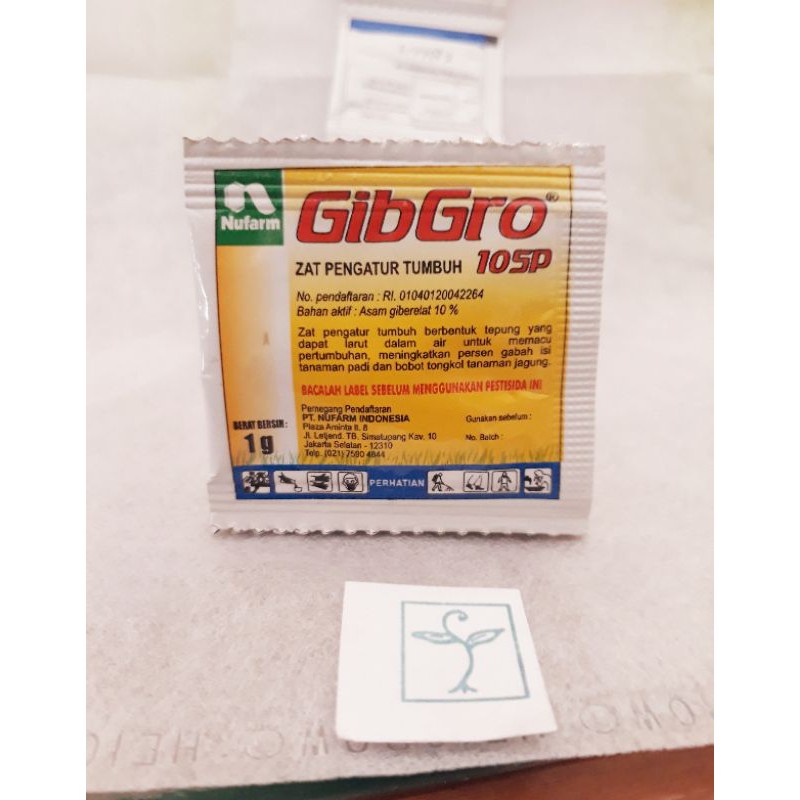 Nufarm
GibGro®
ZAT PENGATUR TUMBUH 10SP
No. pendaftaran : RI. 01040120042264
Bahan aktif : Asam giberelat 10 %
Zat pengatur tumbuh berbentuk tepung yang
dapat larut dalam air untuk memacu
pertumbuhan, meningkatkan persen gabah isi
tanaman padi dan bobot tongkol tanaman jagung.
BACALAH LABEL SEBELUM MENGGUNAKAN PESTISIDA INI
BERAT BERSIH :
1 g
Pemegang Pendaftaran
PT. NUFARM INDONESIA
Plaza Aminta lt. 8
Jl. Letjend. TB. Simatupang Kav. 10
Jakarta Selatan - 12310
Telp. (021) 7590 4844
Gunakan sebelum :
No. Batch :
PERHATIAN